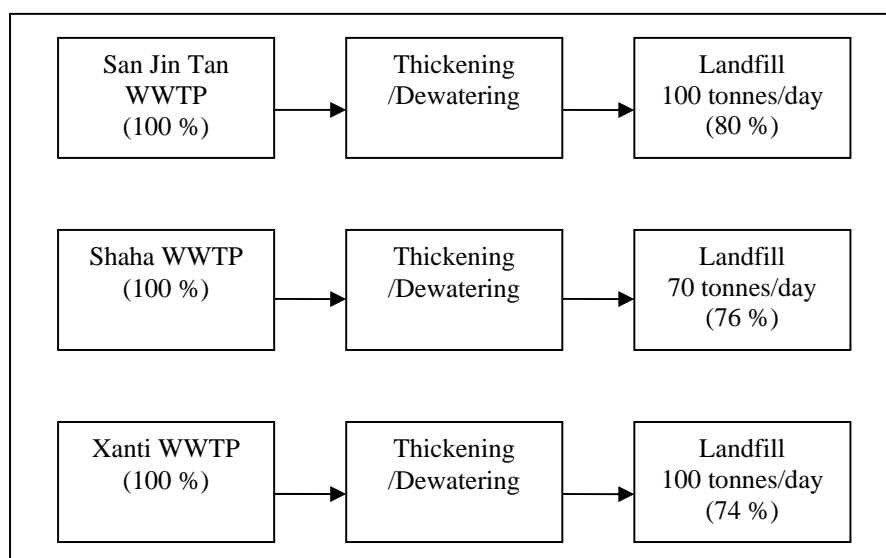 San Jin Tan
WWTP
(100 %)
Thickening
/Dewatering
Landfill
100 tonnes/day
(80 %)
Shaha WWTP
(100 %)
Thickening
/Dewatering
Landfill
70 tonnes/day
(76 %)
Xanti WWTP
(100 %)
Thickening
/Dewatering
Landfill
100 tonnes/day
(74 %)